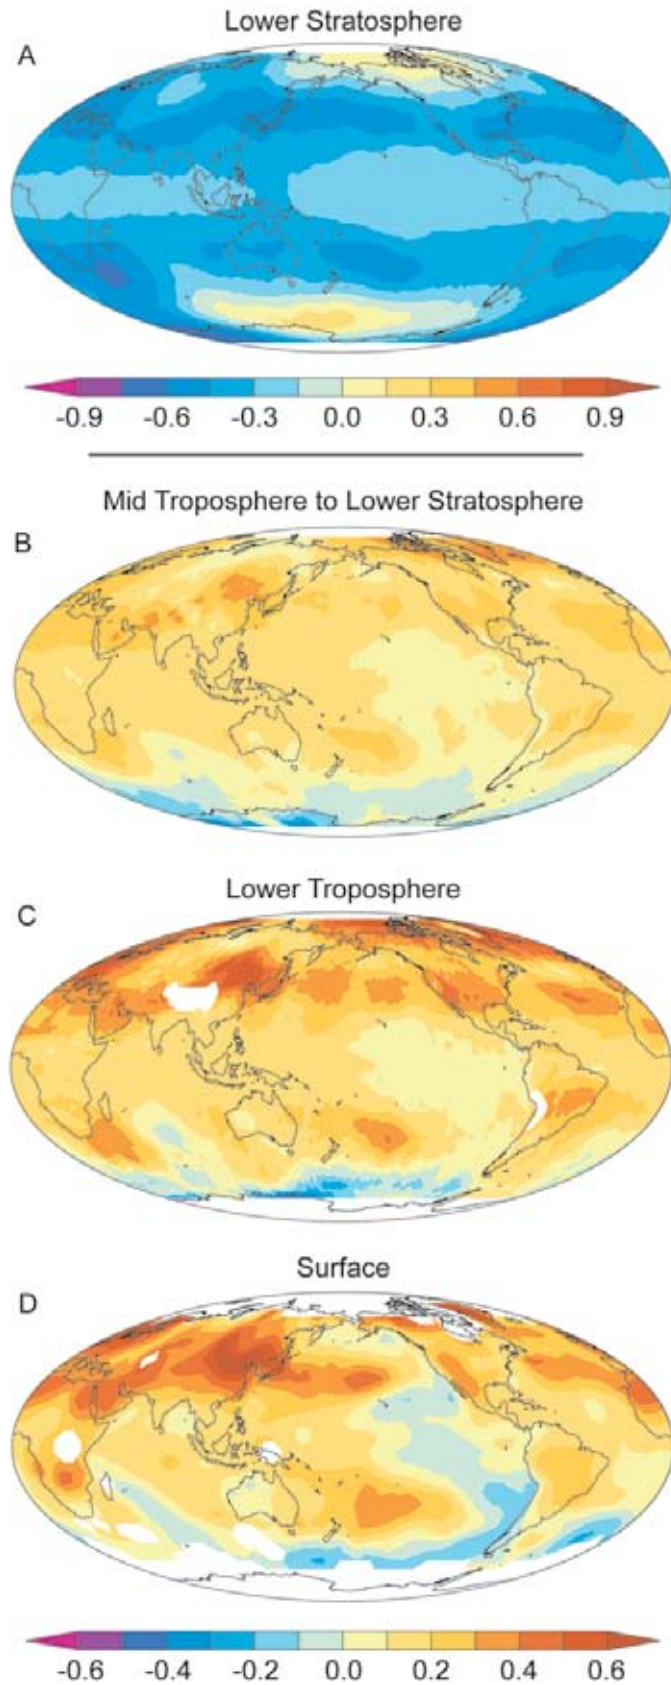 Lower Stratosphere
A
-0.9 -0.6 -0.3 0.0 0.3 0.6 0.9
Mid Troposphere to Lower Stratosphere
B
Lower Troposphere
C
Surface
D
-0.6 -0.4 -0.2 0.0 0.2 0.4 0.6